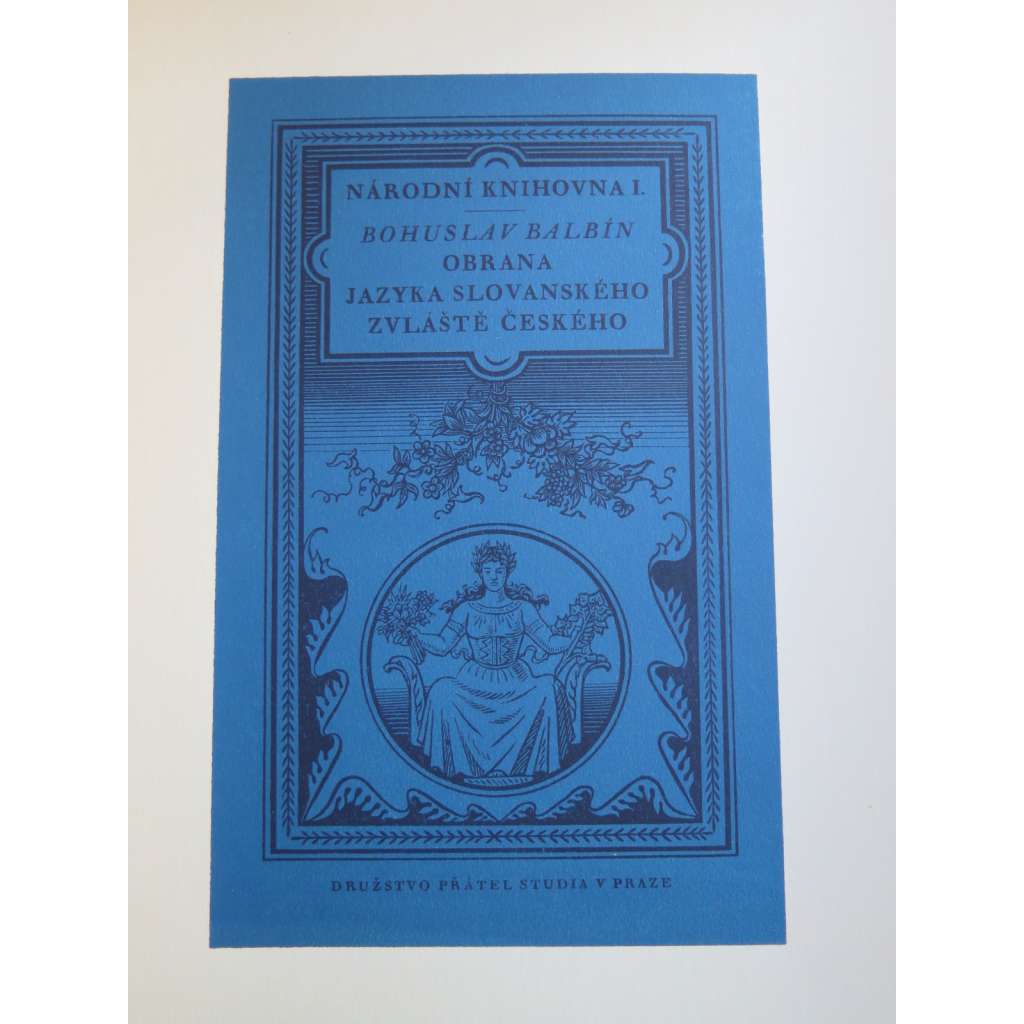 NÁRODNÍ KNIHOVNA I.
BOHUSLAV BALBÍN
OBRANA
JAZYKA SLOVANSKÉHO
ZVLÁŠTĚ ČESKÉHO
DRUŽSTVO PŘÁTEL STUDIA V PRAZE